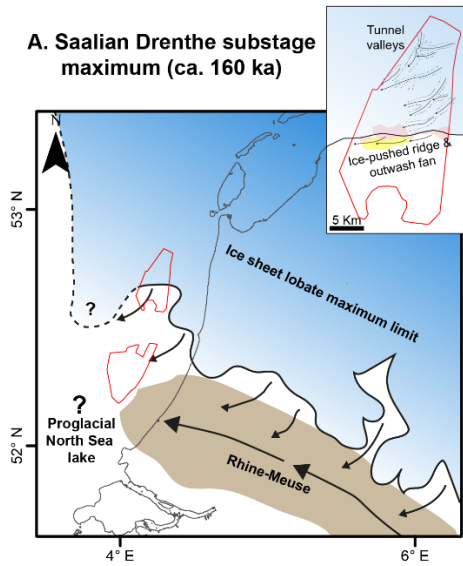 A. Saalian Drenthe substage
maximum (ca. 160 ka)
Tunnel
valleys
Ice-pushed ridge &
outwash fan
5 Km
N
53° N
Ice sheet lobate maximum limit
?
?
Proglacial
North Sea
lake
52° N
Rhine-Meuse
4° E
6° E